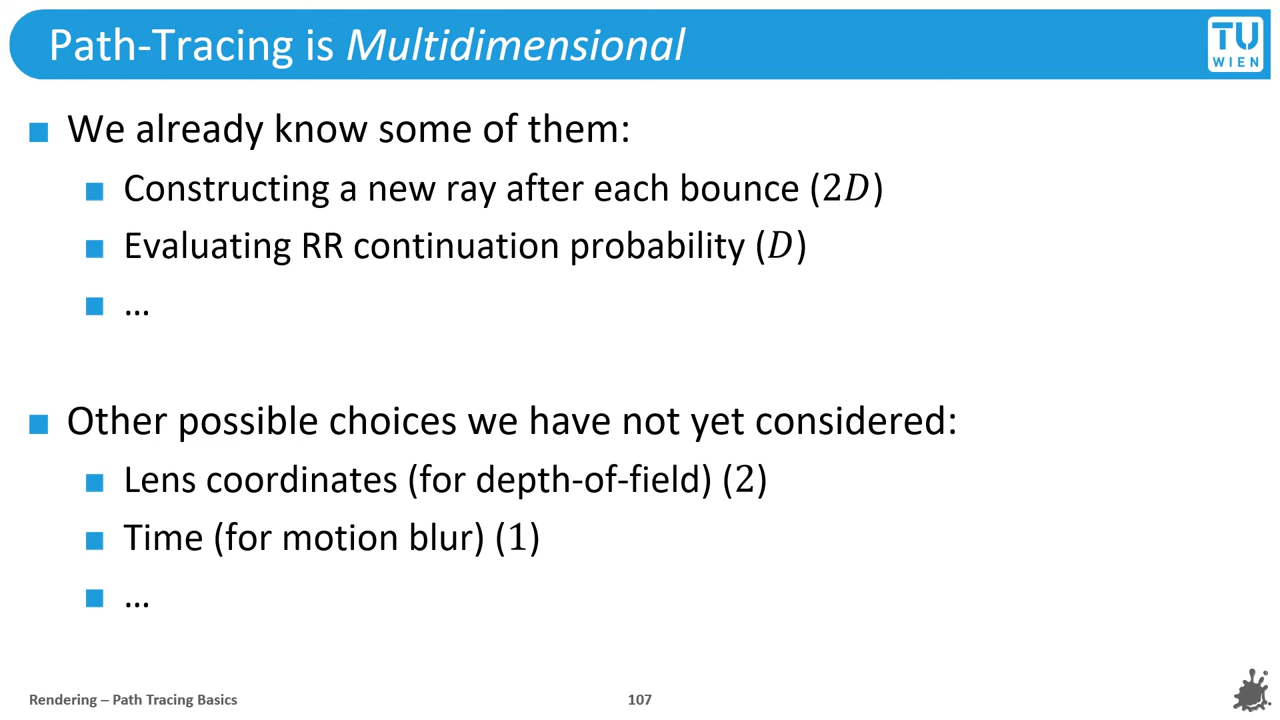 Path-Tracing is Multidimensional
TU
WIEN
We already know some of them:
Constructing a new ray after each bounce (2D)
Evaluating RR continuation probability (D)
…
Other possible choices we have not yet considered:
Lens coordinates (for depth-of-field) (2)
Time (for motion blur) (1)
…
Rendering – Path Tracing Basics
107